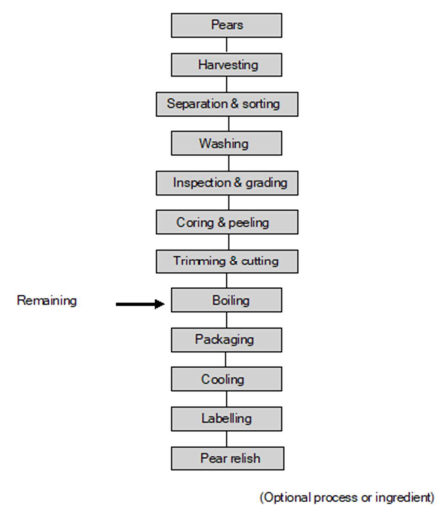 Pears
Harvesting
Separation & sorting
Washing
Inspection & grading
Coring & peeling
Trimming & cutting
Remaining
Boiling
Packaging
Cooling
Labelling
Pear relish
(Optional process or ingredient)